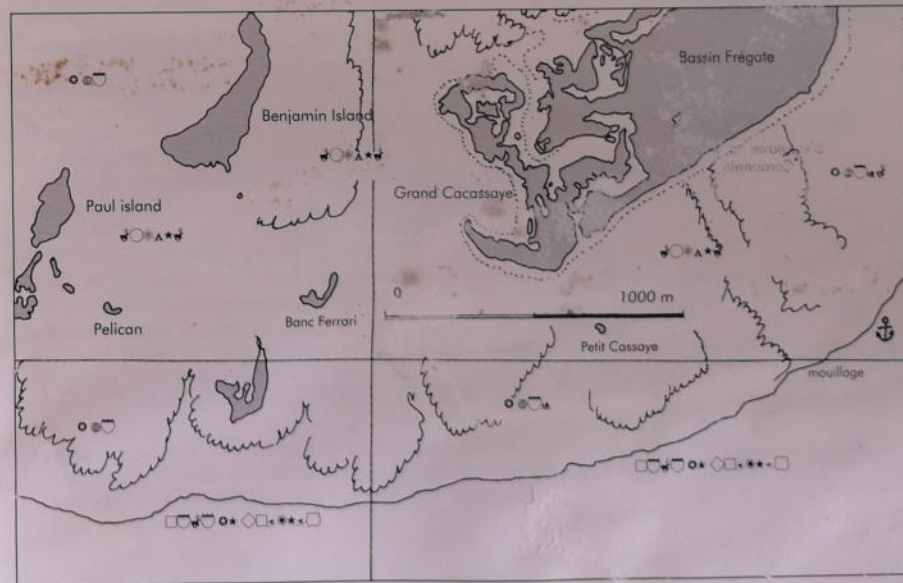 Bassin Frégate
Benjamin Island
Grand Cacassaye
Paul island
0 1000 m
Pelican
Banc Ferrari
Petit Cassaye
mouillage